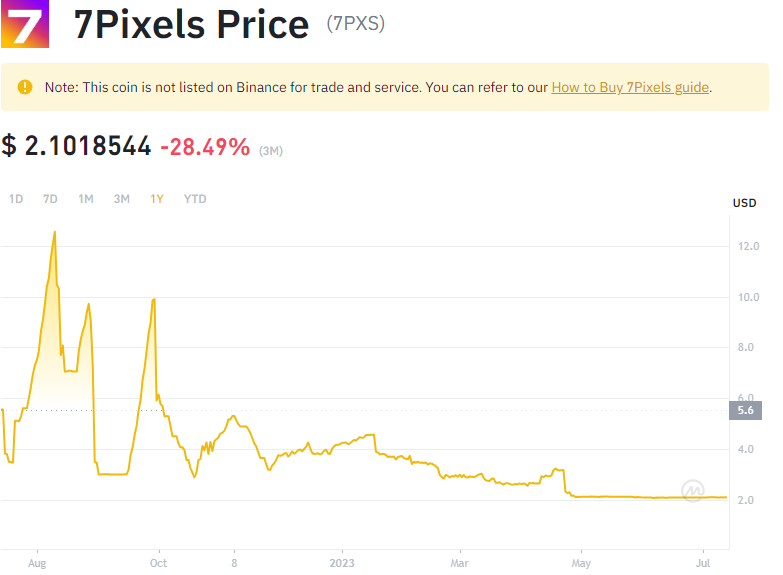 7
7Pixels Price (7PXS)
Note: This coin is not listed on Binance for trade and service. You can refer to our How to Buy 7Pixels guide.
$ 2.1018544 -28.49% (3M)
1D 7D 1M 3M 1Y YTD
USD
12.0
10.0
8.0
6.0
5.6
4.0
2.0
Aug Oct 8 2023 Mar May Jul